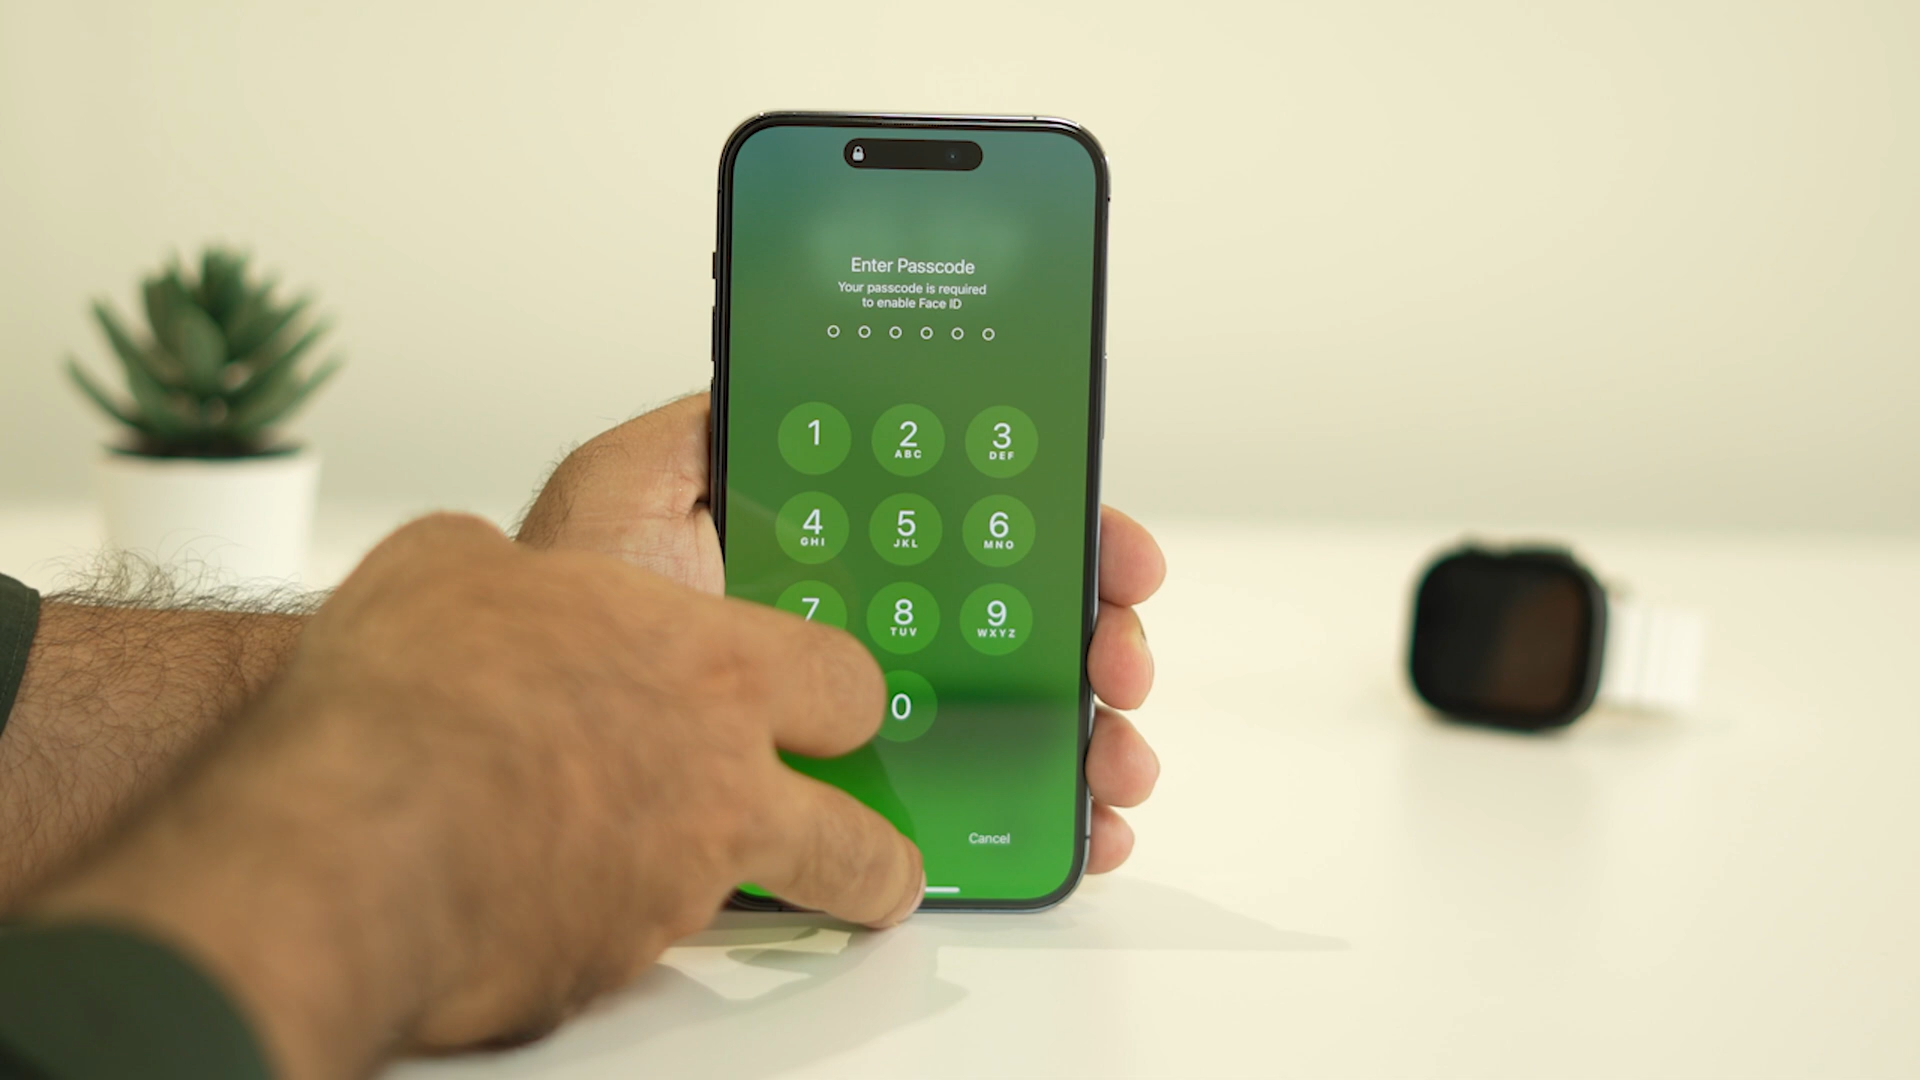 Enter Passcode
Your passcode is required
to enable Face ID
1 2 3
ABC DEF
4 5 6
GHI JKL MNO
7 8 9
TUV WXYZ
0
Cancel